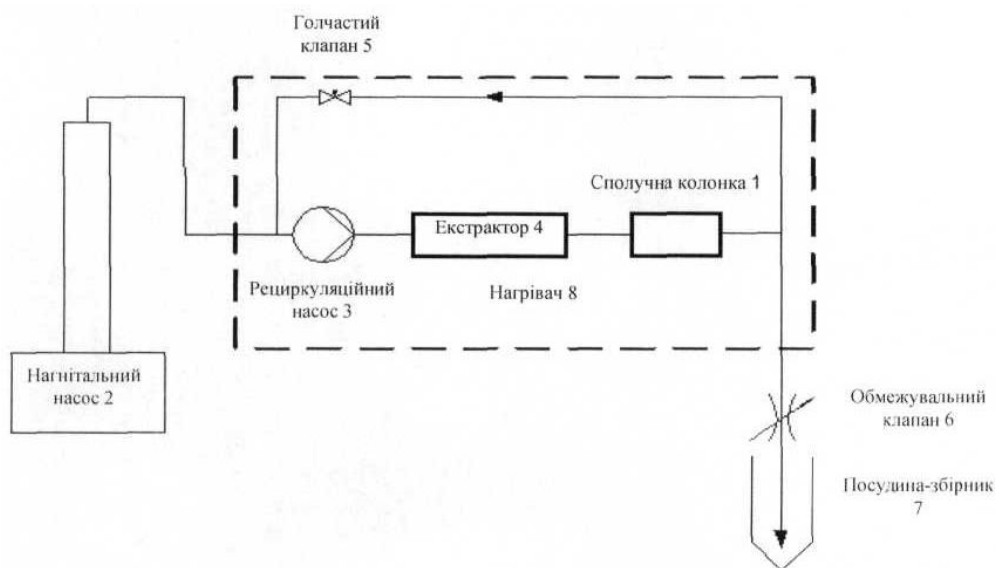 Голчастий
клапан 5
Сполучна колонка 1
Екстрактор 4
Рециркуляційний
насос 3
Нагрівач 8
Нагнітальний
насос 2
Обмежувальний
клапан 6
Посудина-збірник
7